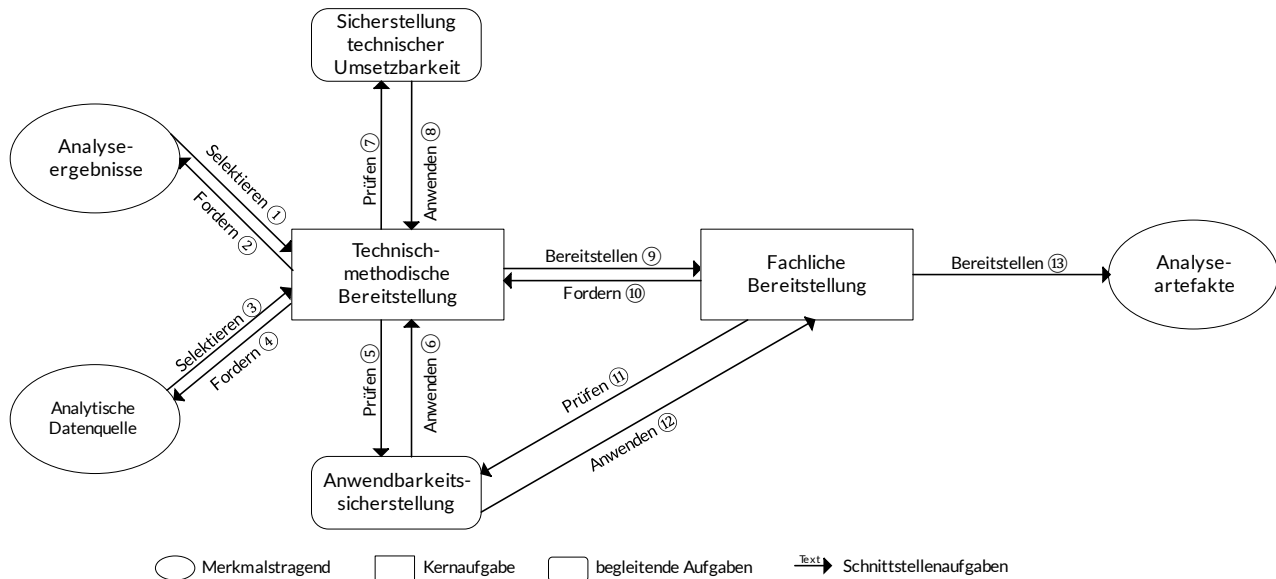 Sicherstellung
technischer
Umsetzbarkeit
Analyse-
ergebnisse
Selektieren ①
Fordern ②
Prüfen ⑦
Anwenden ⑧
Technisch-
methodische
Bereitstellung
Bereitstellen ⑨
Fordern ⑩
Fachliche
Bereitstellung
Bereitstellen ⑬
Analyse-
artefakte
Selektieren ③
Fordern ④
Analytische
Datenquelle
Prüfen ⑤
Anwenden ⑥
Prüfen ⑪
Anwenden ⑫
Anwendbarkeits-
sicherstellung
Merkmalstragend
Kernaufgabe
begleitende Aufgaben
Text
Schnittstellenaufgaben